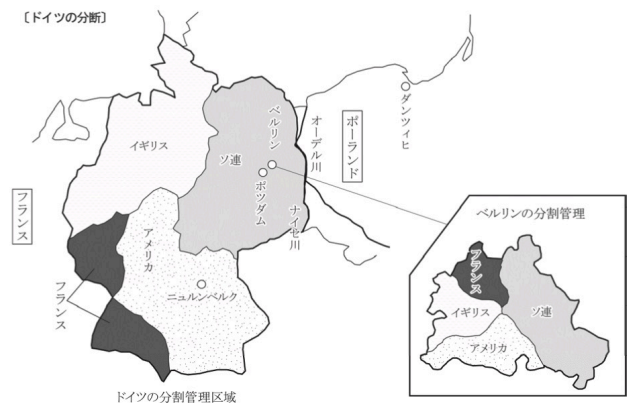 〔ドイツの分断〕
イギリス
ソ連
ベルリン
ポツダム
オーデル川
ナイセ川
ポーランド
ダンツィヒ
フランス
アメリカ
フランス
ニュルンベルク
ドイツの分割管理区域
ベルリンの分割管理
フランス
イギリス
ソ連
アメリカ